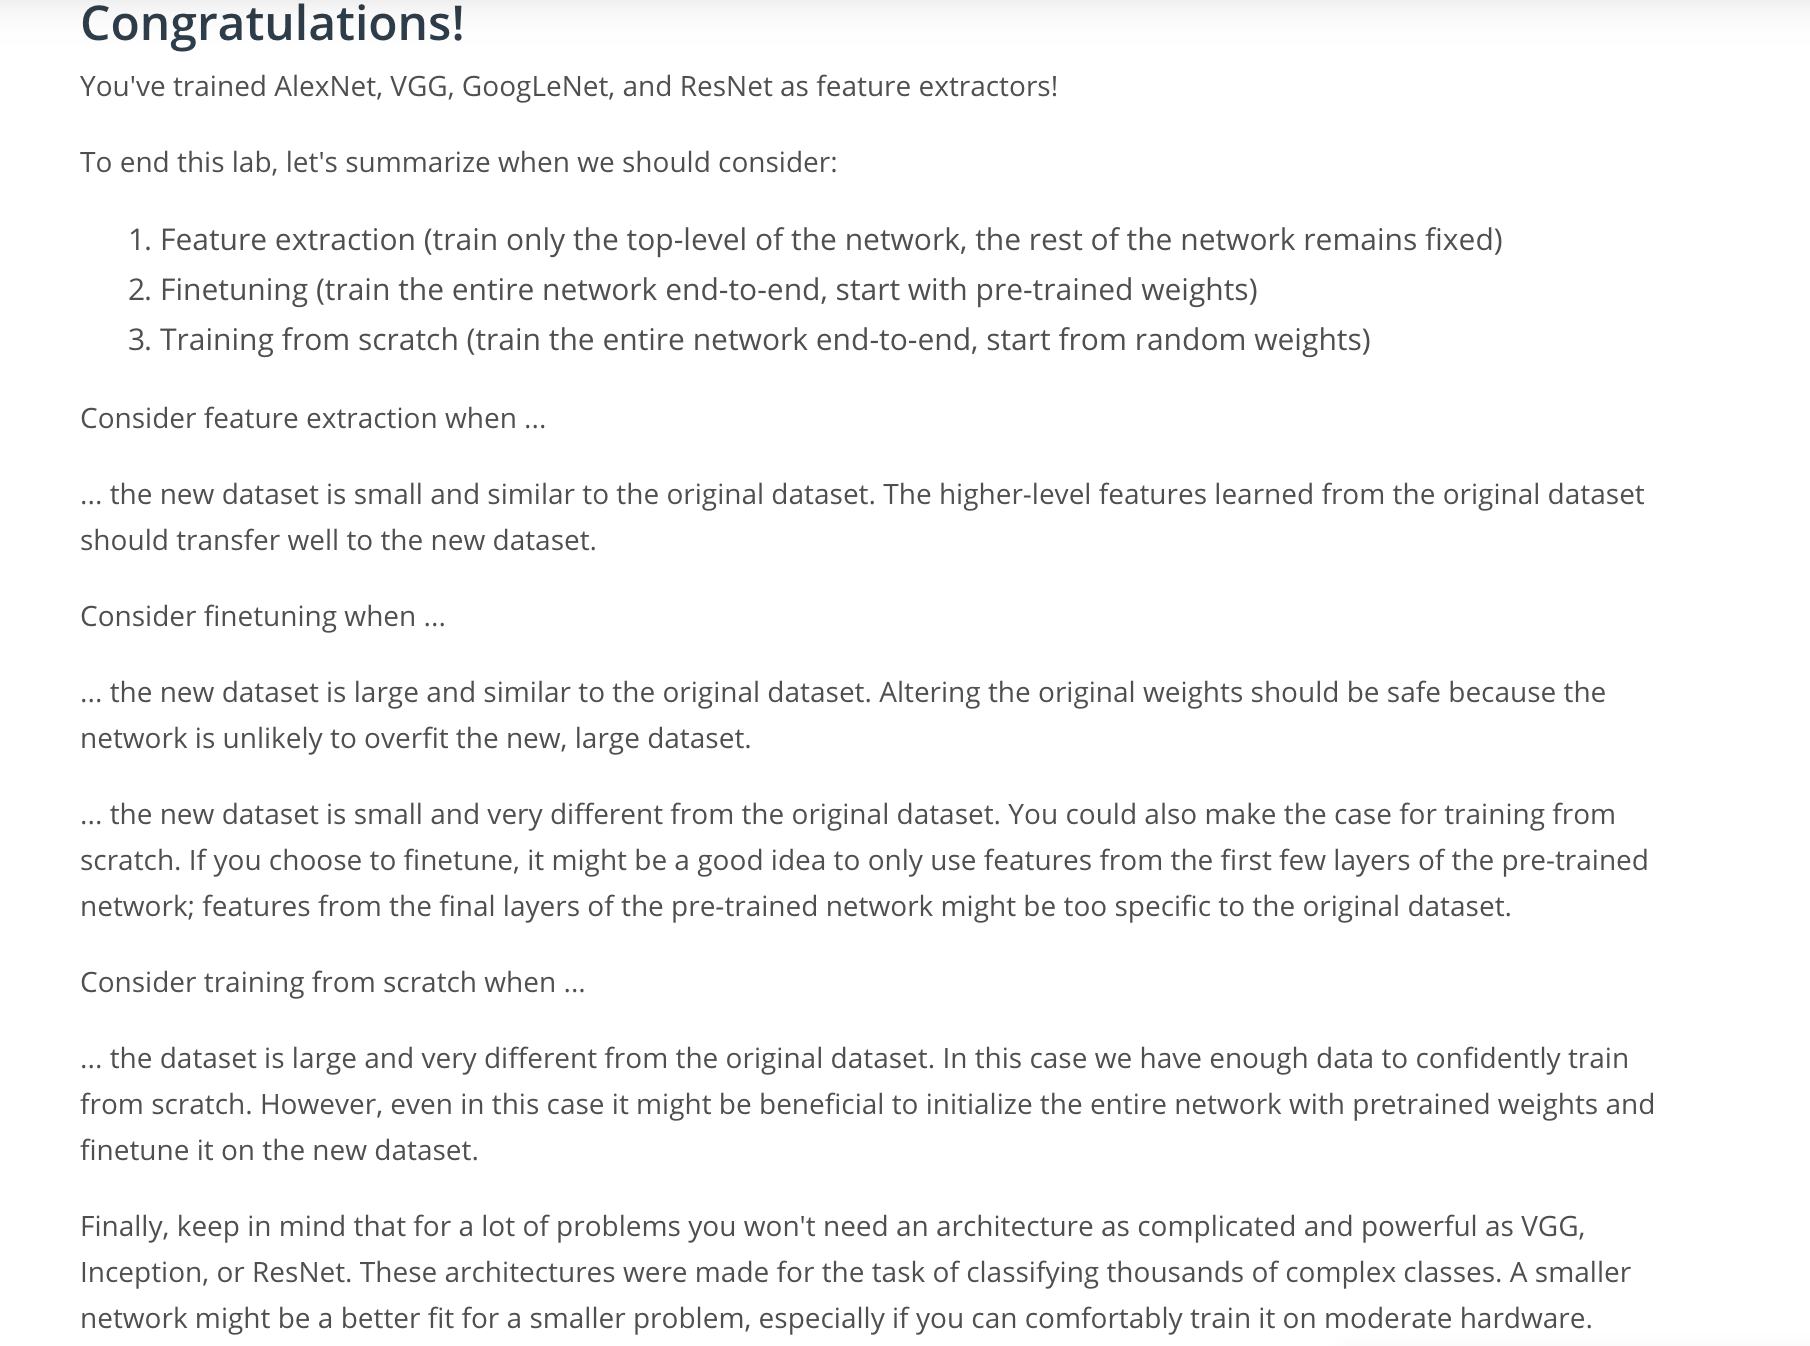 Congratulations!
You've trained AlexNet, VGG, GoogLeNet, and ResNet as feature extractors!
To end this lab, let's summarize when we should consider:
1. Feature extraction (train only the top-level of the network, the rest of the network remains fixed)
2. Finetuning (train the entire network end-to-end, start with pre-trained weights)
3. Training from scratch (train the entire network end-to-end, start from random weights)
Consider feature extraction when ...
... the new dataset is small and similar to the original dataset. The higher-level features learned from the original dataset
should transfer well to the new dataset.
Consider finetuning when ...
... the new dataset is large and similar to the original dataset. Altering the original weights should be safe because the
network is unlikely to overfit the new, large dataset.
... the new dataset is small and very different from the original dataset. You could also make the case for training from
scratch. If you choose to finetune, it might be a good idea to only use features from the first few layers of the pre-trained
network; features from the final layers of the pre-trained network might be too specific to the original dataset.
Consider training from scratch when ...
... the dataset is large and very different from the original dataset. In this case we have enough data to confidently train
from scratch. However, even in this case it might be beneficial to initialize the entire network with pretrained weights and
finetune it on the new dataset.
Finally, keep in mind that for a lot of problems you won't need an architecture as complicated and powerful as VGG,
Inception, or ResNet. These architectures were made for the task of classifying thousands of complex classes. A smaller
network might be a better fit for a smaller problem, especially if you can comfortably train it on moderate hardware.